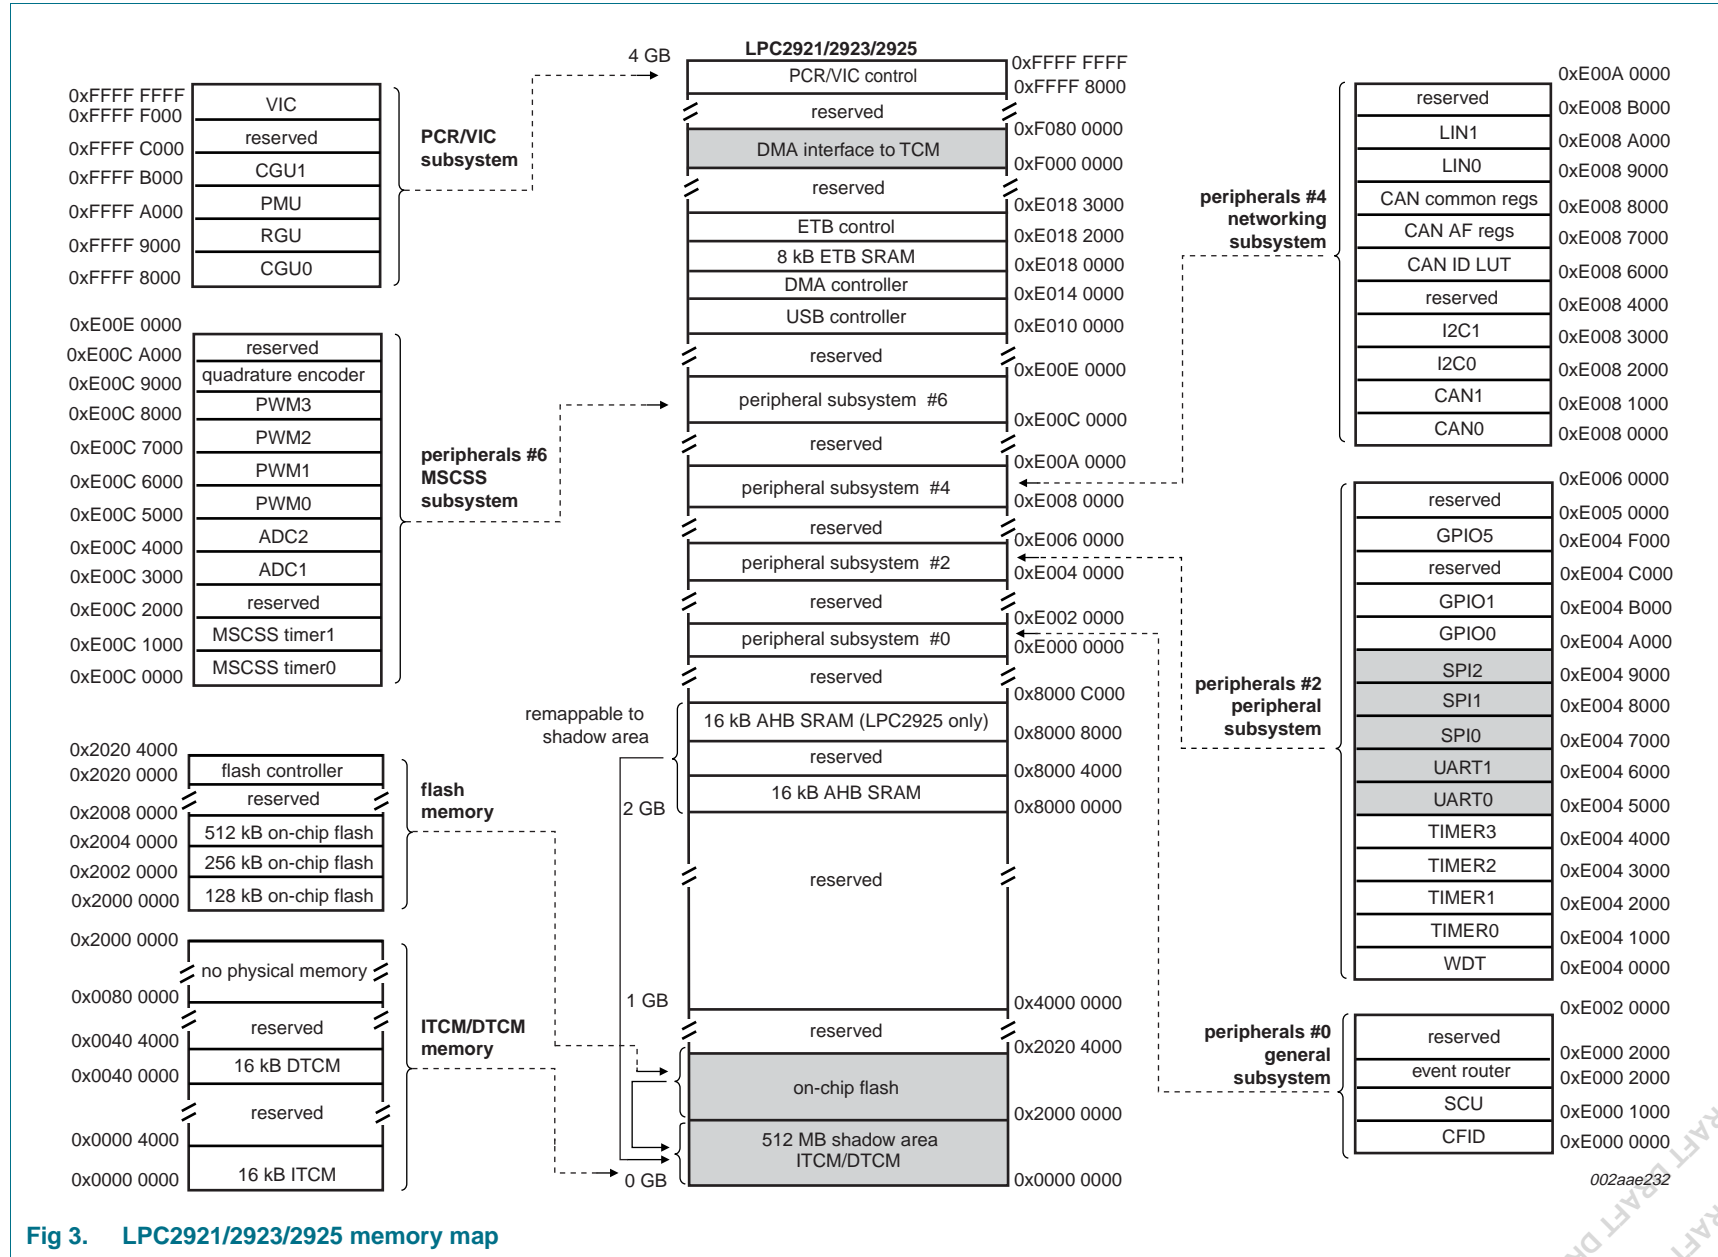 LPC2921/2923/2925
4 GB
PCR/VIC control
0xFFFF FFFF
0xFFFF 8000
reserved
0xF080 0000
DMA interface to TCM
0xF000 0000
reserved
0xE018 3000
ETB control
0xE018 2000
8 kB ETB SRAM
0xE018 0000
DMA controller
0xE014 0000
USB controller
0xE010 0000
reserved
0xE00E 0000
peripheral subsystem #6
0xE00C 0000
reserved
0xE00A 0000
peripheral subsystem #4
0xE008 0000
reserved
0xE006 0000
peripheral subsystem #2
0xE004 0000
reserved
0xE002 0000
peripheral subsystem #0
0xE000 0000
reserved
0x8000 C000
remappable to
shadow area
16 kB AHB SRAM (LPC2925 only)
0x8000 8000
reserved
0x8000 4000
16 kB AHB SRAM
2 GB
0x8000 0000
reserved
1 GB
0x4000 0000
reserved
0x2020 4000
on-chip flash
0x2000 0000
512 MB shadow area
ITCM/DTCM
0 GB
0x0000 0000
0xFFFF FFFF
VIC
0xFFFF F000
reserved
0xFFFF C000
CGU1
0xFFFF B000
PMU
0xFFFF A000
RGU
0xFFFF 9000
CGU0
0xFFFF 8000
PCR/VIC
subsystem
0xE00E 0000
reserved
0xE00C A000
quadrature encoder
0xE00C 9000
PWM3
0xE00C 8000
PWM2
0xE00C 7000
PWM1
0xE00C 6000
PWM0
0xE00C 5000
ADC2
0xE00C 4000
ADC1
0xE00C 3000
reserved
0xE00C 2000
MSCSS timer1
0xE00C 1000
MSCSS timer0
0xE00C 0000
peripherals #6
MSCSS
subsystem
0x2020 4000
flash controller
0x2020 0000
reserved
0x2008 0000
512 kB on-chip flash
0x2004 0000
256 kB on-chip flash
0x2002 0000
128 kB on-chip flash
0x2000 0000
flash
memory
0x2000 0000
no physical memory
0x0080 0000
reserved
0x0040 4000
16 kB DTCM
0x0040 0000
reserved
0x0000 4000
16 kB ITCM
0x0000 0000
ITCM/DTCM
memory
0xE00A 0000
reserved
0xE008 B000
LIN1
0xE008 A000
LIN0
0xE008 9000
CAN common regs
0xE008 8000
CAN AF regs
0xE008 7000
CAN ID LUT
0xE008 6000
reserved
0xE008 4000
I2C1
0xE008 3000
I2C0
0xE008 2000
CAN1
0xE008 1000
CAN0
0xE008 0000
peripherals #4
networking
subsystem
0xE006 0000
reserved
0xE005 0000
GPIO5
0xE004 F000
reserved
0xE004 C000
GPIO1
0xE004 B000
GPIO0
0xE004 A000
SPI2
0xE004 9000
SPI1
0xE004 8000
SPI0
0xE004 7000
UART1
0xE004 6000
UART0
0xE004 5000
TIMER3
0xE004 4000
TIMER2
0xE004 3000
TIMER1
0xE004 2000
TIMER0
0xE004 1000
WDT
0xE004 0000
peripherals #2
peripheral
subsystem
0xE002 0000
reserved
0xE000 2000
event router
0xE000 2000
SCU
0xE000 1000
CFID
0xE000 0000
peripherals #0
general
subsystem
002aae232
Fig 3. LPC2921/2923/2925 memory map